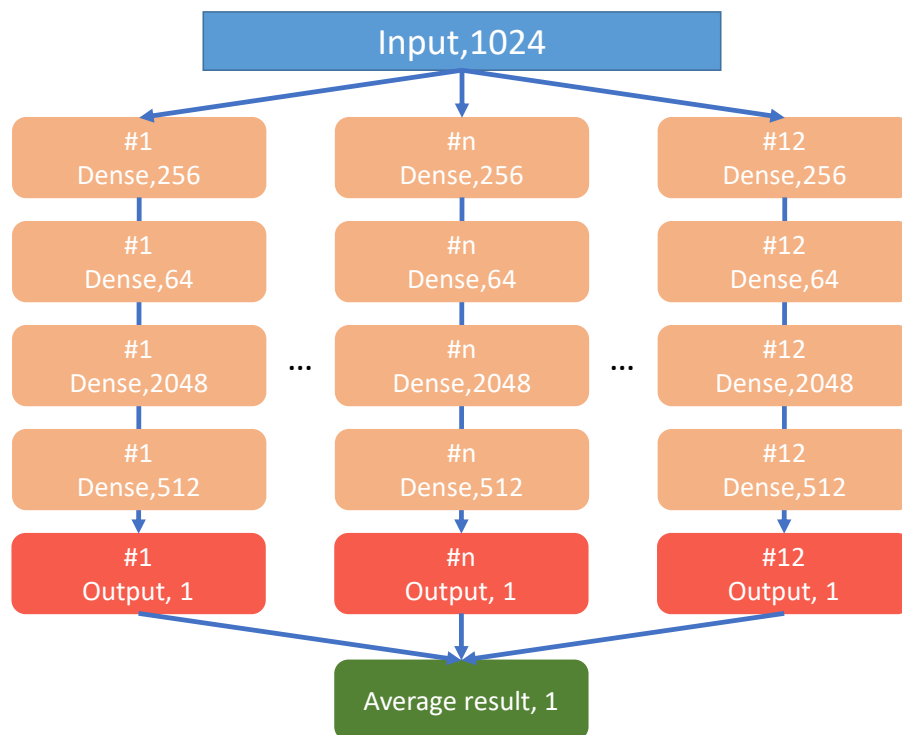 Input,1024
#1
Dense,256
#n
Dense,256
#12
Dense,256
#1
Dense,64
#n
Dense,64
#12
Dense,64
#1
Dense,2048
...
#n
Dense,2048
...
#12
Dense,2048
#1
Dense,512
#n
Dense,512
#12
Dense,512
#1
Output, 1
#n
Output, 1
#12
Output, 1
Average result, 1